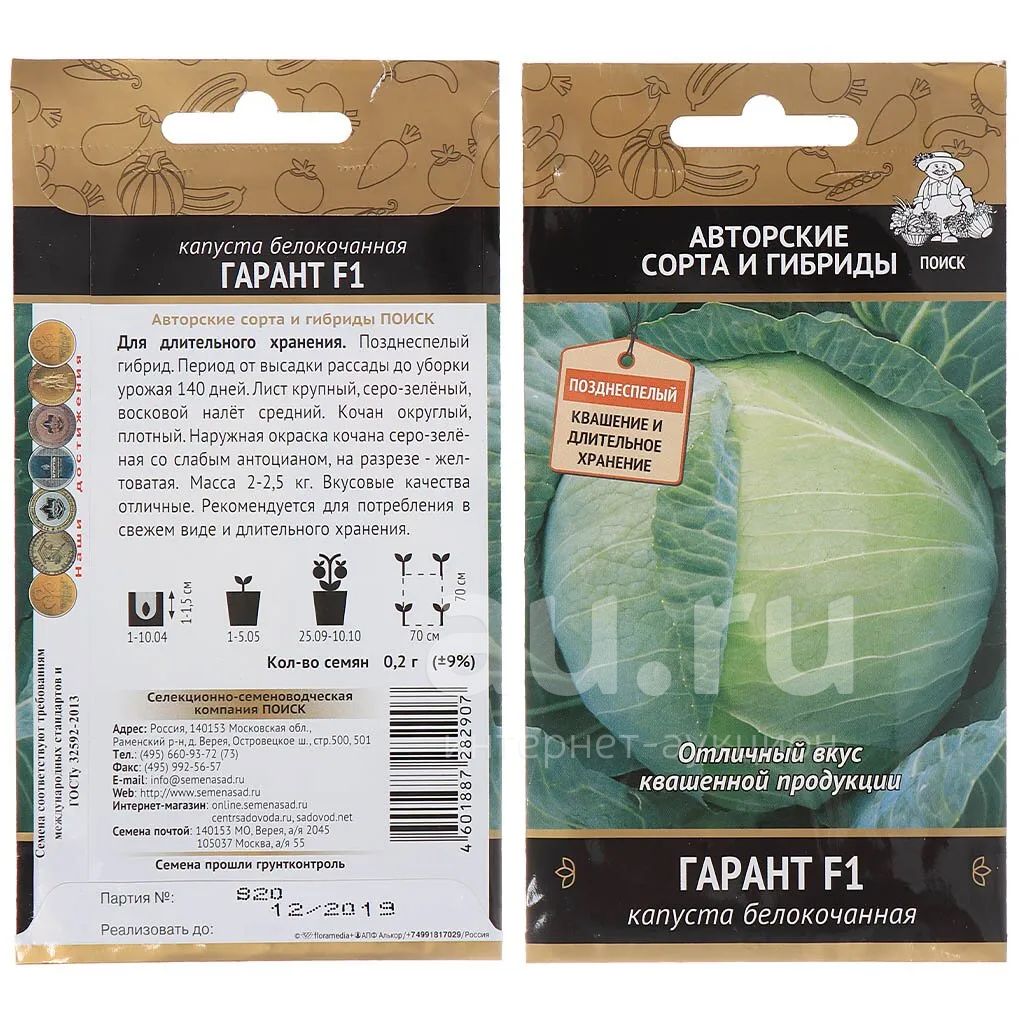 капуста белокочанная
ГАРАНТ F1
Авторские сорта и гибриды ПОИСК
Для длительного хранения. Позднеспелый
гибрид. Период от высадки рассады до уборки
урожая 140 дней. Лист крупный, серо-зелёный,
восковой налёт средний. Кочан округлый,
плотный. Наружная окраска кочана серо-зелё-
ная со слабым антоцианом, на разрезе - жел-
товатая. Масса 2-2,5 кг. Вкусовые качества
отличные. Рекомендуется для потребления в
свежем виде и длительного хранения.
Наши достижения
1-1,5 см
70 см
1-10.04
1-5.05
25.09-10.10
70 см
Кол-во семян 0,2 г (±9%)
Селекционно-семеноводческая
компания ПОИСК
Адрес: Россия, 140153 Московская обл.,
Раменский р-н, д. Верея, Островецкое ш., стр.500, 501
Тел.: (495) 660-93-72 (73)
Факс: (495) 992-56-57
E-mail: info@semenasad.ru
Web: http://www.semenasad.ru
Интернет-магазин: online.semenasad.ru
centrsadovoda.ru, sadovod.net
Семена почтой: 140153 МО, Верея, а/я 2045
105037 Москва, а/я 55
Семена прошли грунтконтроль
Семена соответствуют требованиям
международных стандартов и
ГОСТу 32592-2013
4601887282907
Партия №: 820
12/2019
Реализовать до:
© floramedia+ АПФ Алькор/+74991817029/Россия
АВТОРСКИЕ
СОРТА И ГИБРИДЫ
ПОИСК
ПОЗДНЕСПЕЛЫЙ
КВАШЕНИЕ И
ДЛИТЕЛЬНОЕ
ХРАНЕНИЕ
au.ru
интернет-аукцион
Отличный вкус
квашенной продукции
ГАРАНТ F1
капуста белокочанная